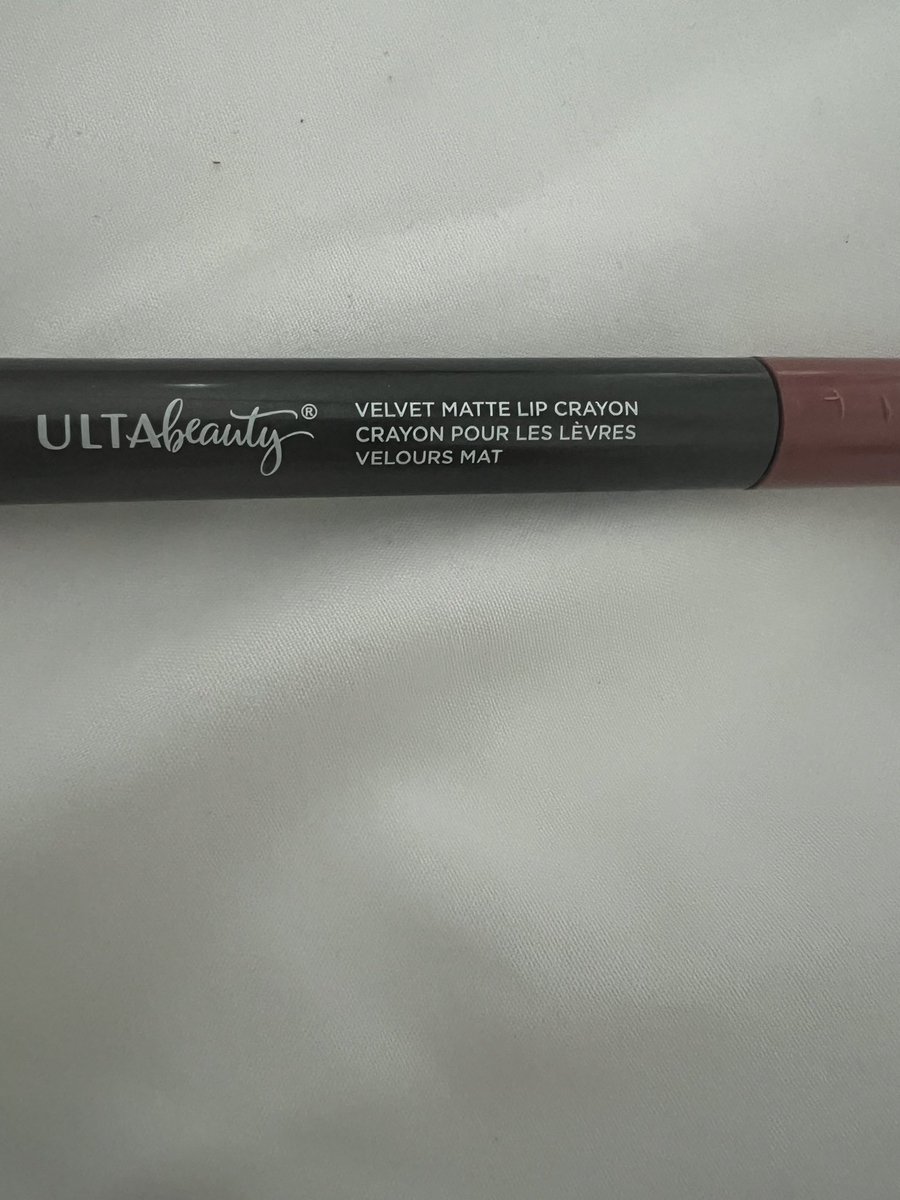 ULTAbeauty®
VELVET MATTE LIP CRAYON
CRAYON POUR LES LÈVRES
VELOURS MAT